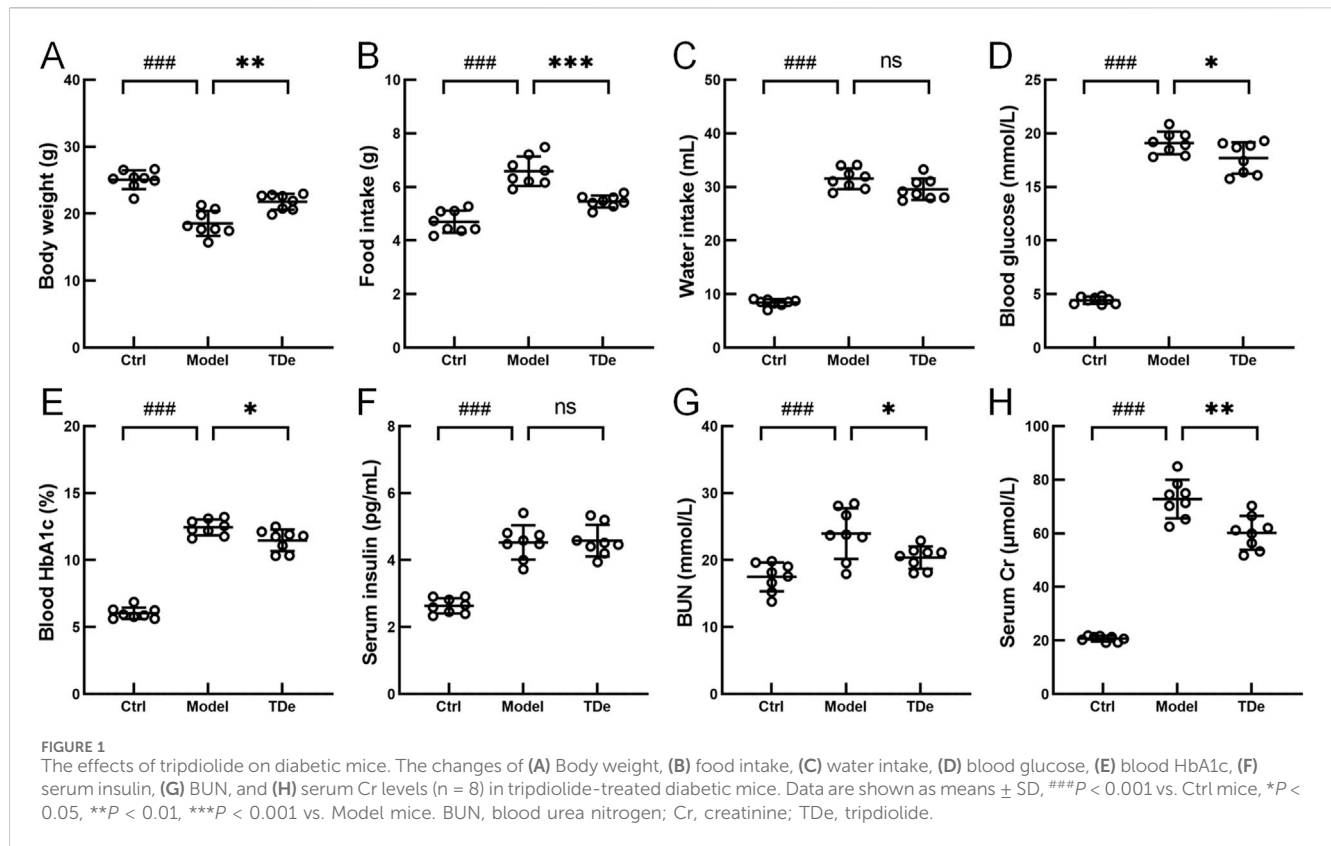 A
### **
Body weight (g)
40
30
20
10
0
Ctrl Model TDe
B
### ***
Food intake (g)
10
8
6
4
2
0
Ctrl Model TDe
C
### ns
Water intake (mL)
50
40
30
20
10
0
Ctrl Model TDe
D
### *
Blood glucose (mmol/L)
25
20
15
10
5
0
Ctrl Model TDe
E
### *
Blood HbA1c (%)
20
15
10
5
0
Ctrl Model TDe
F
### ns
Serum insulin (pg/mL)
8
6
4
2
0
Ctrl Model TDe
G
### *
BUN (mmol/L)
40
30
20
10
0
Ctrl Model TDe
H
### **
Serum Cr (μmol/L)
100
80
60
40
20
0
Ctrl Model TDe
FIGURE 1
The effects of tripdiolide on diabetic mice. The changes of (A) Body weight, (B) food intake, (C) water intake, (D) blood glucose, (E) blood HbA1c, (F)
serum insulin, (G) BUN, and (H) serum Cr levels (n = 8) in tripdiolide-treated diabetic mice. Data are shown as means ± SD, ###P < 0.001 vs. Ctrl mice, *P <
0.05, **P < 0.01, ***P < 0.001 vs. Model mice. BUN, blood urea nitrogen; Cr, creatinine; TDe, tripdiolide.